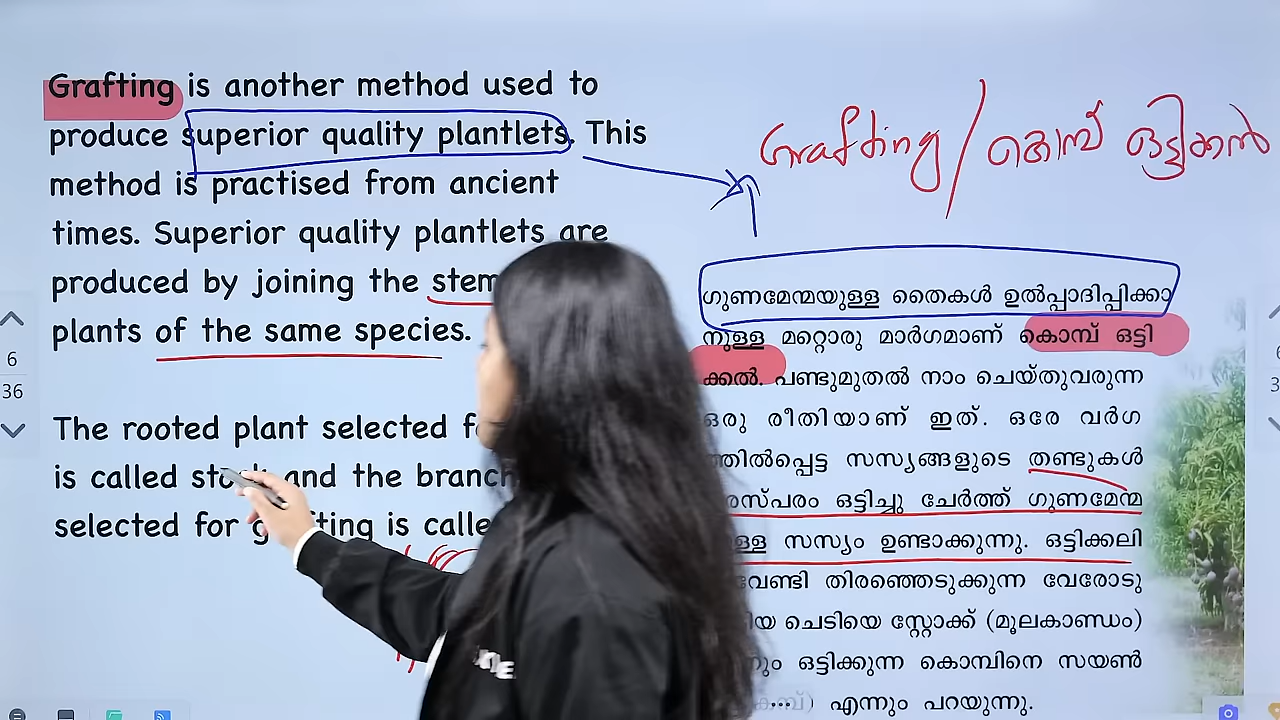 Grafting is another method used to
produce superior quality plantlets. This
method is practised from ancient
times. Superior quality plantlets are
produced by joining the stem
plants of the same species.
The rooted plant selected
is called stock and the branch
selected for grafting is
Grafting / കൊമ്പ് ഒട്ടിക്കൽ
ഗുണമേന്മയുള്ള തൈകൾ ഉൽപ്പാദിപ്പിക്കാ
നുള്ള മറ്റൊരു മാർഗമാണ് കൊമ്പ് ഒട്ടി
ക്കൽ. പണ്ടുമുതൽ നാം ചെയ്തുവരുന്ന
ഒരു രീതിയാണ് ഇത്. ഒരേ വർഗ
ത്തിൽപ്പെട്ട സസ്യങ്ങളുടെ തണ്ടുകൾ
ഒട്ടിച്ചു ചേർത്ത് ഗുണമേന്മ
സസ്യം ഉണ്ടാക്കുന്നു. ഒട്ടിക്കലി
വേണ്ടി തിരഞ്ഞെടുക്കുന്ന വേരോടു
ചെടിയെ സ്റ്റോക്ക് (മൂലകാണ്ഡം)
ഒട്ടിക്കുന്ന കൊമ്പിനെ സയൺ
എന്നും പറയുന്നു.
6
36